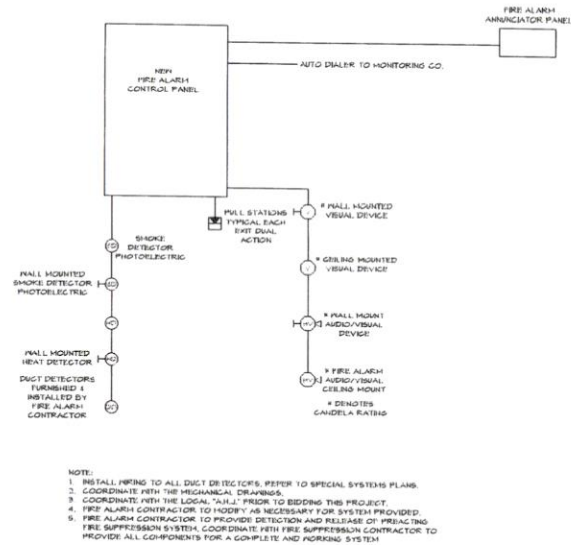 FIRE ALARM
ANNUNCIATOR PANEL
NEW
FIRE ALARM
CONTROL PANEL
AUTO DIALER TO MONITORING CO.
PULL STATIONS
TYPICAL EACH
EXIT DUAL
ACTION
* WALL MOUNTED
VISUAL DEVICE
SMOKE
DETECTOR
PHOTOELECTRIC
SD
* CEILING MOUNTED
VISUAL DEVICE
V
WALL MOUNTED
SMOKE DETECTOR
PHOTOELECTRIC
SD
* WALL MOUNT
AUDIO/VISUAL
DEVICE
WALL MOUNTED
HEAT DETECTOR
* FIRE ALARM
AUDIO/VISUAL
CEILING MOUNT
DUCT DETECTORS
FURNISHED &
INSTALLED BY
FIRE ALARM
CONTRACTOR
* DENOTES
CANDELA RATING
NOTE:
1. INSTALL WIRING TO ALL DUCT DETECTORS, REFER TO SPECIAL SYSTEMS PLANS.
2. COORDINATE WITH THE MECHANICAL DRAWINGS.
3 COORDINATE WITH THE LOCAL "A.H.J." PRIOR TO BIDDING THIS PROJECT.
4. FIRE ALARM CONTRACTOR TO MODIFY AS NECESSARY FOR SYSTEM PROVIDED.
5. FIRE ALARM CONTRACTOR TO PROVIDE DETECTION AND RELEASE OF PREACTING
FIRE SUPPRESSION SYSTEM, COORDINATE WITH FIRE SUPPRESSION CONTRACTOR TO
PROVIDE ALL COMPONENTS FOR A COMPLETE AND WORKING SYSTEM